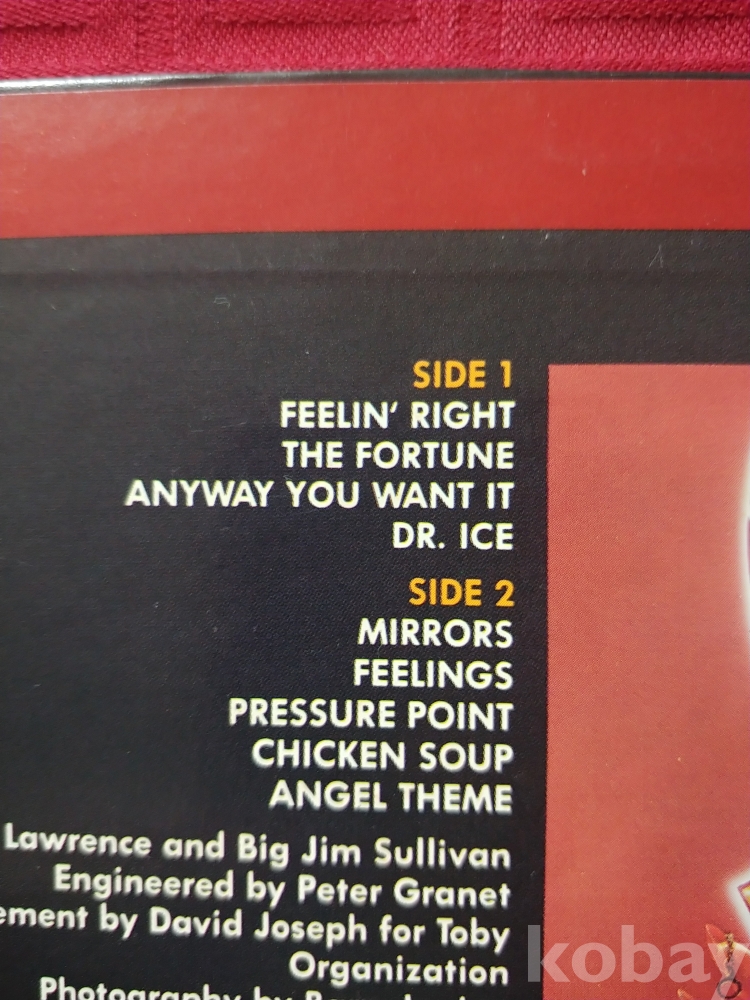 SIDE 1
FEELIN' RIGHT
THE FORTUNE
ANYWAY YOU WANT IT
DR. ICE
SIDE 2
MIRRORS
FEELINGS
PRESSURE POINT
CHICKEN SOUP
ANGEL THEME
Lawrence and Big Jim Sullivan
Engineered by Peter Granet
ement by David Joseph for Toby
Organization
Photography by
kobay